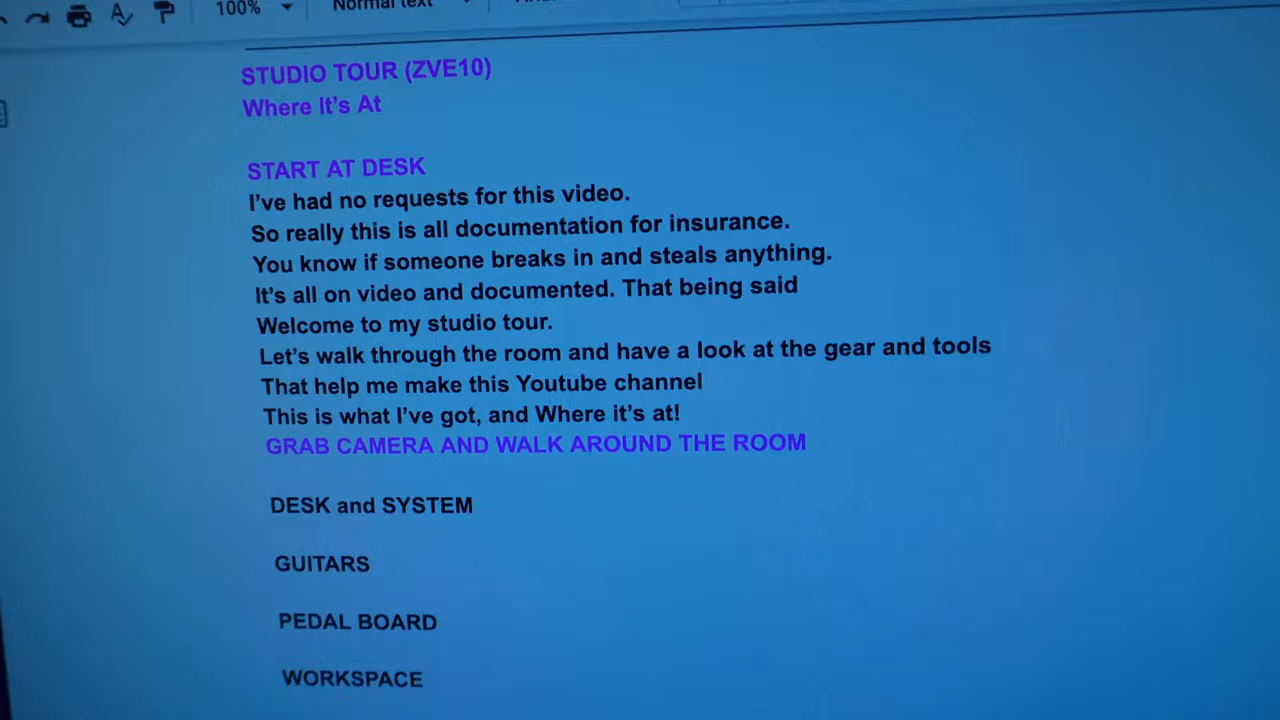 100%
Normal text
STUDIO TOUR (ZVE10)
Where It's At
START AT DESK
I've had no requests for this video.
So really this is all documentation for insurance.
You know if someone breaks in and steals anything.
It's all on video and documented. That being said
Welcome to my studio tour.
Let's walk through the room and have a look at the gear and tools
That help me make this Youtube channel
This is what I've got, and Where it's at!
GRAB CAMERA AND WALK AROUND THE ROOM
DESK and SYSTEM
GUITARS
PEDAL BOARD
WORKSPACE